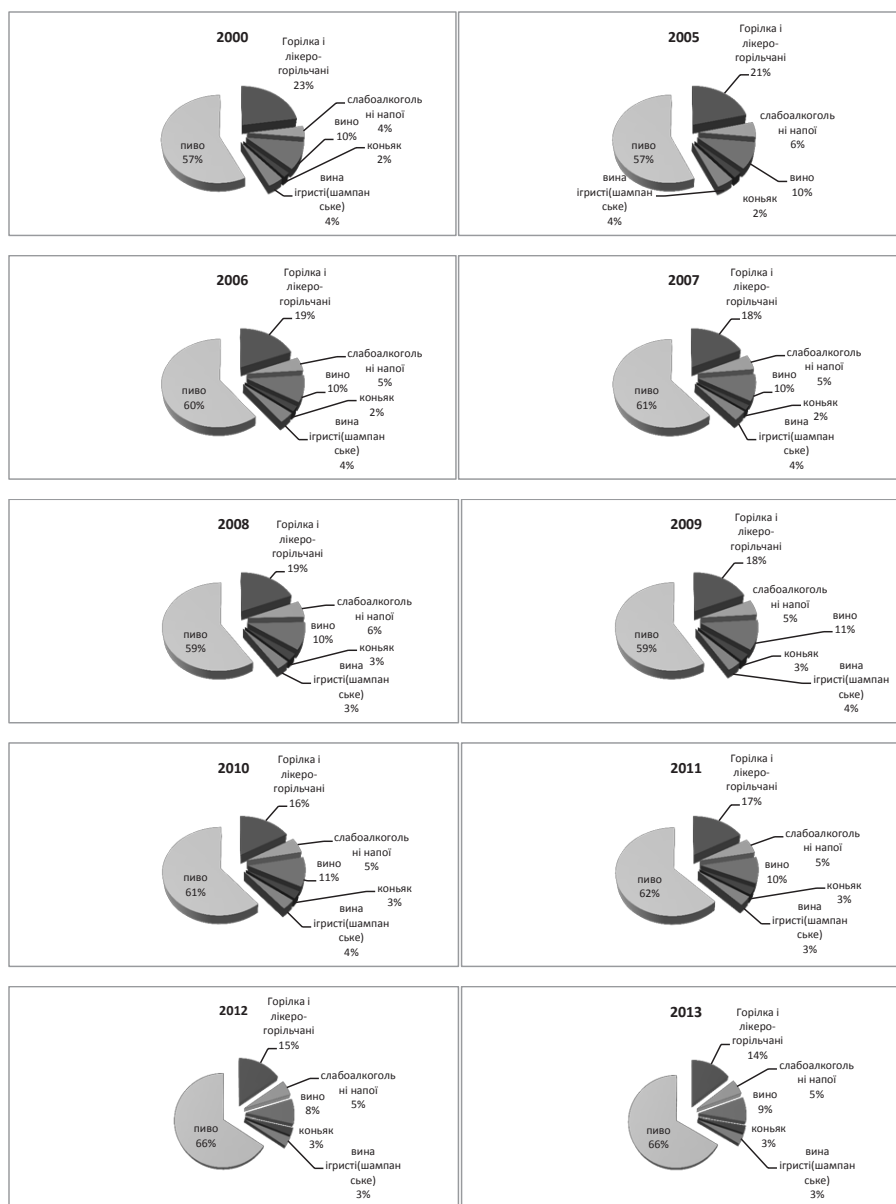 2000
Горілка і
лікеро-
горільчані
23%
слабоалкоголь
ні напої
4%
вино
10%
коньяк
2%
вина
ігристі(шампан
ське)
4%
пиво
57%
2005
Горілка і
лікеро-
горільчані
21%
слабоалкоголь
ні напої
6%
вино
10%
коньяк
2%
вина
ігристі(шампан
ське)
4%
пиво
57%
2006
Горілка і
лікеро-
горільчані
19%
слабоалкоголь
ні напої
5%
вино
10%
коньяк
2%
вина
ігристі(шампан
ське)
4%
пиво
60%
2007
Горілка і
лікеро-
горільчані
18%
слабоалкоголь
ні напої
5%
вино
10%
коньяк
2%
вина
ігристі(шампан
ське)
4%
пиво
61%
2008
Горілка і
лікеро-
горільчані
19%
слабоалкоголь
ні напої
6%
вино
10%
коньяк
3%
вина
ігристі(шампан
ське)
3%
пиво
59%
2009
Горілка і
лікеро-
горільчані
18%
слабоалкоголь
ні напої
5%
вино
11%
коньяк
3%
вина
ігристі(шампан
ське)
4%
пиво
59%
2010
Горілка і
лікеро-
горільчані
16%
слабоалкоголь
ні напої
5%
вино
11%
коньяк
3%
вина
ігристі(шампан
ське)
4%
пиво
61%
2011
Горілка і
лікеро-
горільчані
17%
слабоалкоголь
ні напої
5%
вино
10%
коньяк
3%
вина
ігристі(шампан
ське)
3%
пиво
62%
2012
Горілка і
лікеро-
горільчані
15%
слабоалкоголь
ні напої
5%
вино
8%
коньяк
3%
вина
ігристі(шампан
ське)
3%
пиво
66%
2013
Горілка і
лікеро-
горільчані
14%
слабоалкоголь
ні напої
5%
вино
9%
коньяк
3%
вина
ігристі(шампан
ське)
3%
пиво
66%